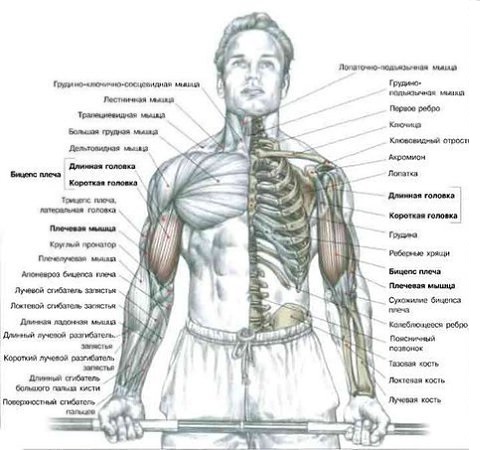 Грудино-ключично-сосцевидная мышца
Лестничная мышца
Трапециевидная мышца
Большая грудная мышца
Дельтовидная мышца
Бицепс плеча
Длинная головка
Короткая головка
Трицепс плеча,
латеральная головка
Плечевая мышца
Круглый пронатор
Плечелучевая мышца
Апоневроз бицепса плеча
Лучевой сгибатель запястья
Локтевой сгибатель запястья
Длинная ладонная мышца
Длинный лучевой разгибатель
запястья
Короткий лучевой разгибатель
запястья
Длинный сгибатель
большого пальца кисти
Поверхностный сгибатель
пальцев
Лопаточно-подъязычная мышца
Грудино-
подъязычная мышца
Первое ребро
Ключица
Клювовидный отрост
Акромион
Лопатка
Длинная головка
Короткая головка
Грудина
Реберные хрящи
Бицепс плеча
Плечевая мышца
Сухожилие бицепса
плеча
Колеблющееся ребро
Поясничный
позвонок
Тазовая кость
Локтевая кость
Лучевая кость